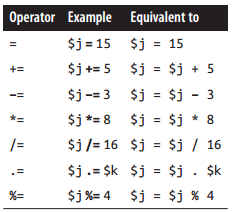 Operator Example Equivalent to
= $j = 15 $j = 15
+= $j += 5 $j = $j + 5
-= $j -= 3 $j = $j - 3
*= $j *= 8 $j = $j * 8
/= $j /= 16 $j = $j / 16
.= $j .= $k $j = $j . $k
%= $j %= 4 $j = $j % 4